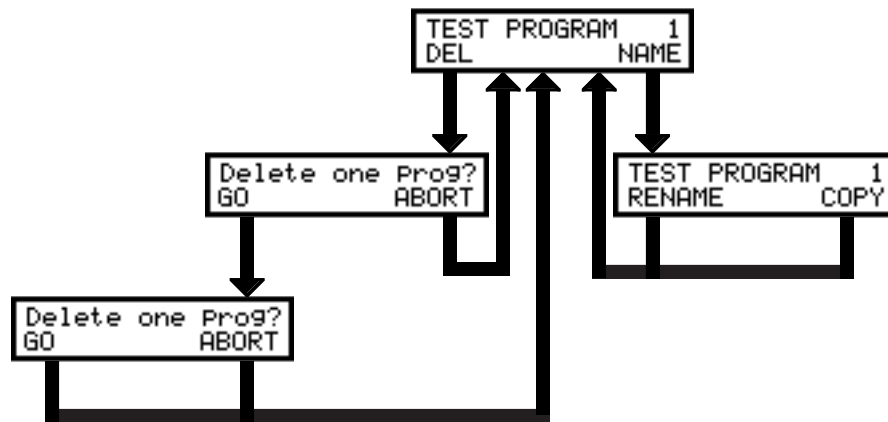 TEST PROGRAM 1
DEL NAME
Delete one Prog?
GO ABORT
TEST PROGRAM 1
RENAME COPY
Delete one Prog?
GO ABORT